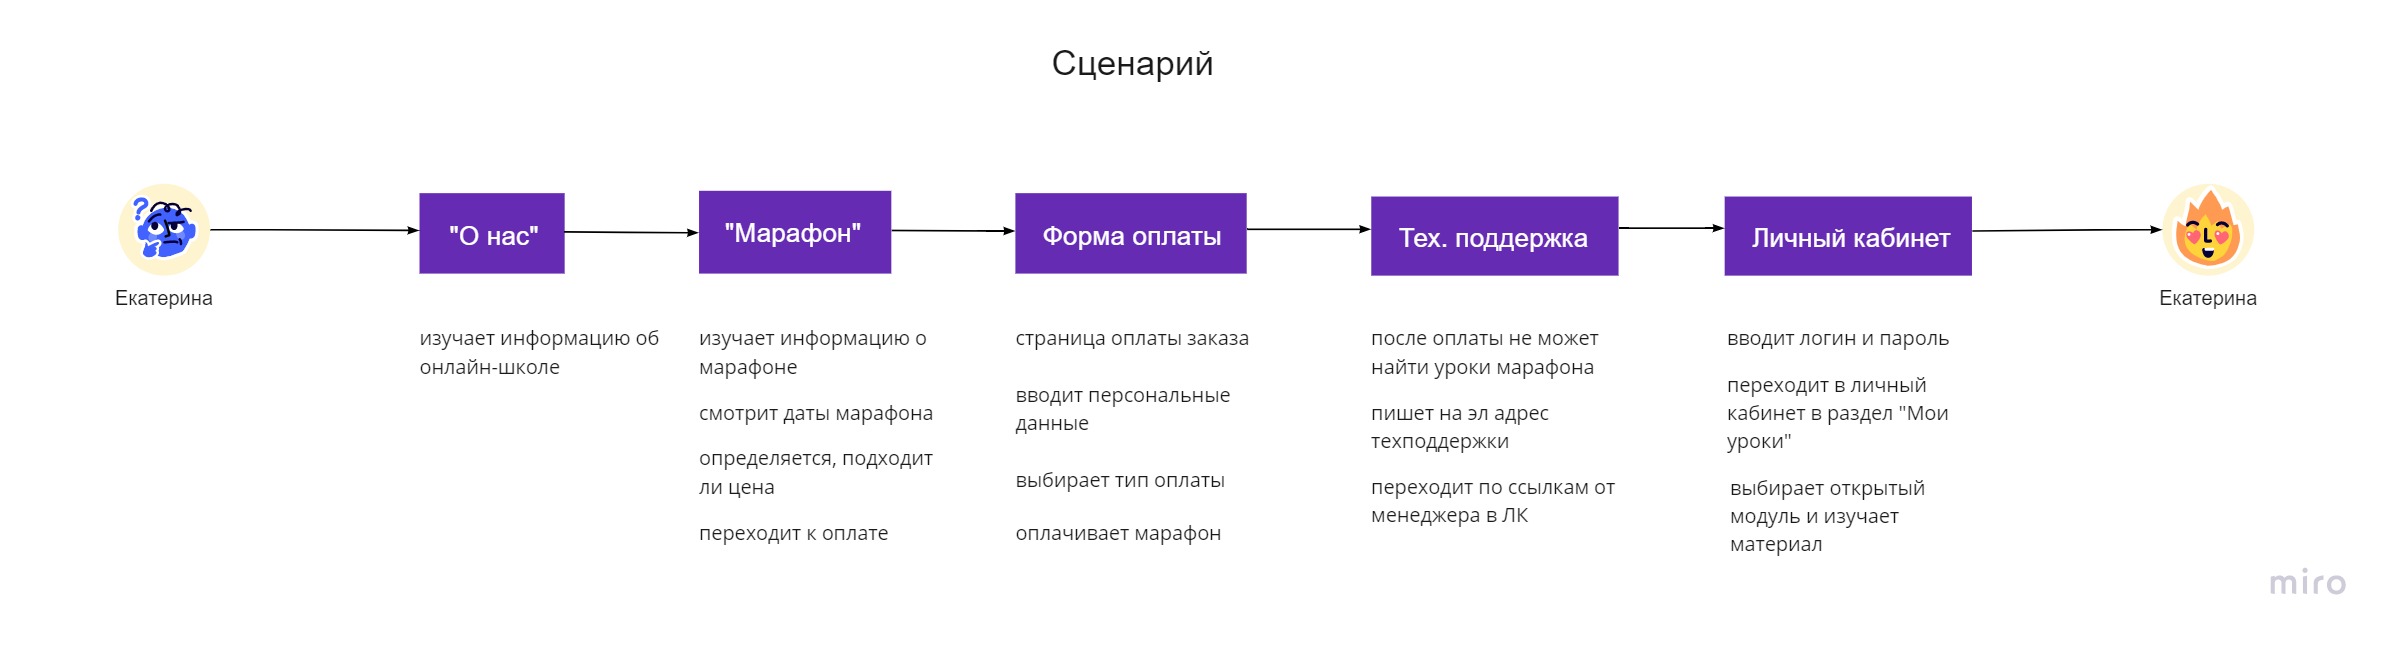 Сценарий
"О нас"
"Марафон"
Форма оплаты
Тех. поддержка
Личный кабинет
Екатерина
Екатерина
изучает информацию об
онлайн-школе
изучает информацию о
марафоне
смотрит даты марафона
определяется, подходит
ли цена
переходит к оплате
страница оплаты заказа
вводит персональные
данные
выбирает тип оплаты
оплачивает марафон
после оплаты не может
найти уроки марафона
пишет на эл адрес
техподдержки
переходит по ссылкам от
менеджера в ЛК
вводит логин и пароль
переходит в личный
кабинет в раздел "Мои
уроки"
выбирает открытый
модуль и изучает
материал
miro